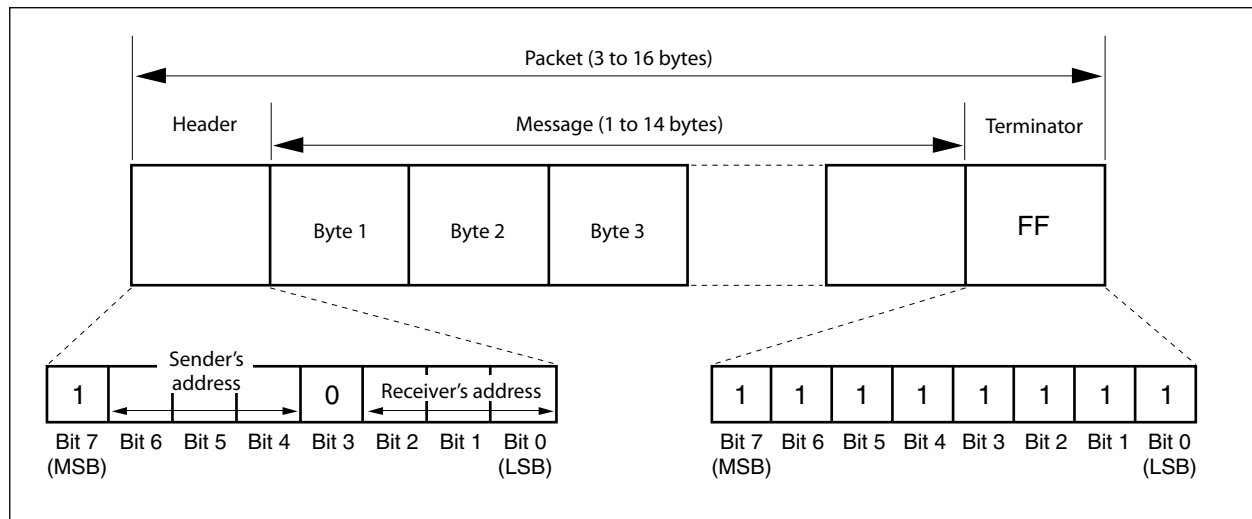 Packet (3 to 16 bytes)
Header
Message (1 to 14 bytes)
Terminator
Byte 1
Byte 2
Byte 3
FF
Sender's
address
Receiver's address
1
0
1
1
1
1
1
1
1
1
Bit 7
(MSB)
Bit 6
Bit 5
Bit 4
Bit 3
Bit 2
Bit 1
Bit 0
(LSB)
Bit 7
(MSB)
Bit 6
Bit 5
Bit 4
Bit 3
Bit 2
Bit 1
Bit 0
(LSB)